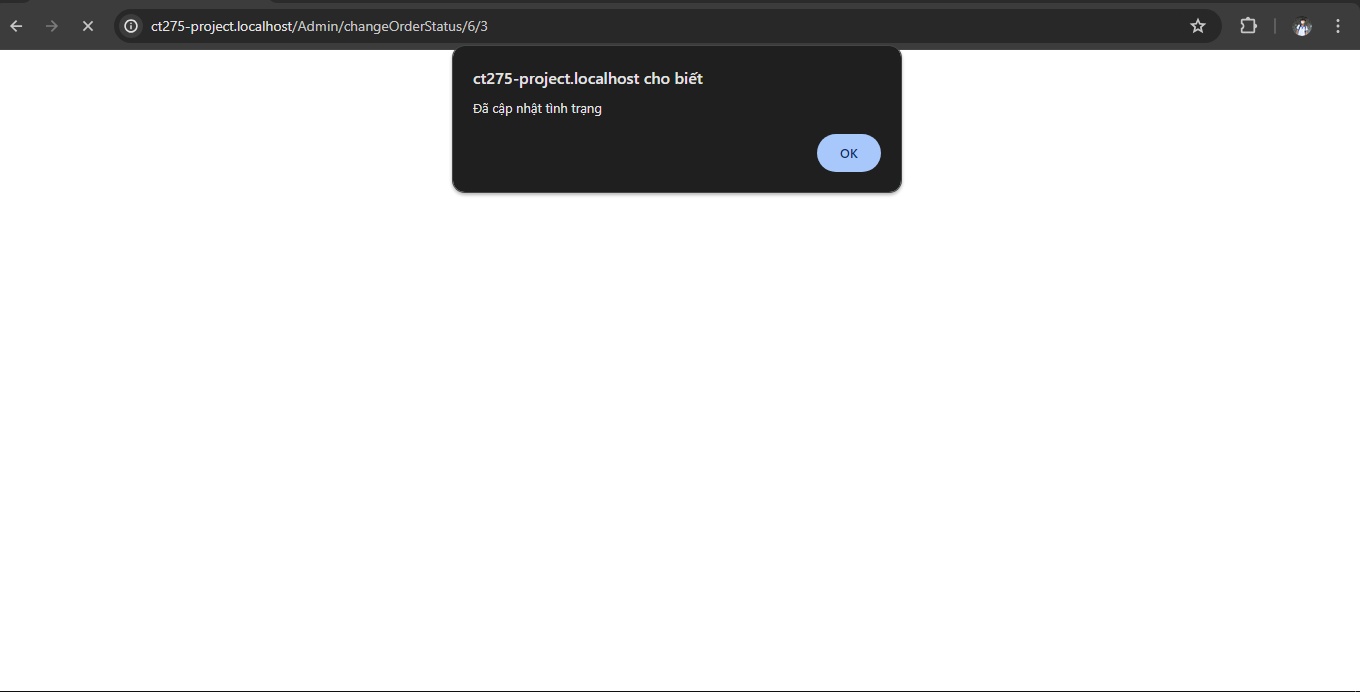 ct275-project.localhost/Admin/changeOrderStatus/6/3
ct275-project.localhost cho biết
Đã cập nhật tình trạng
OK